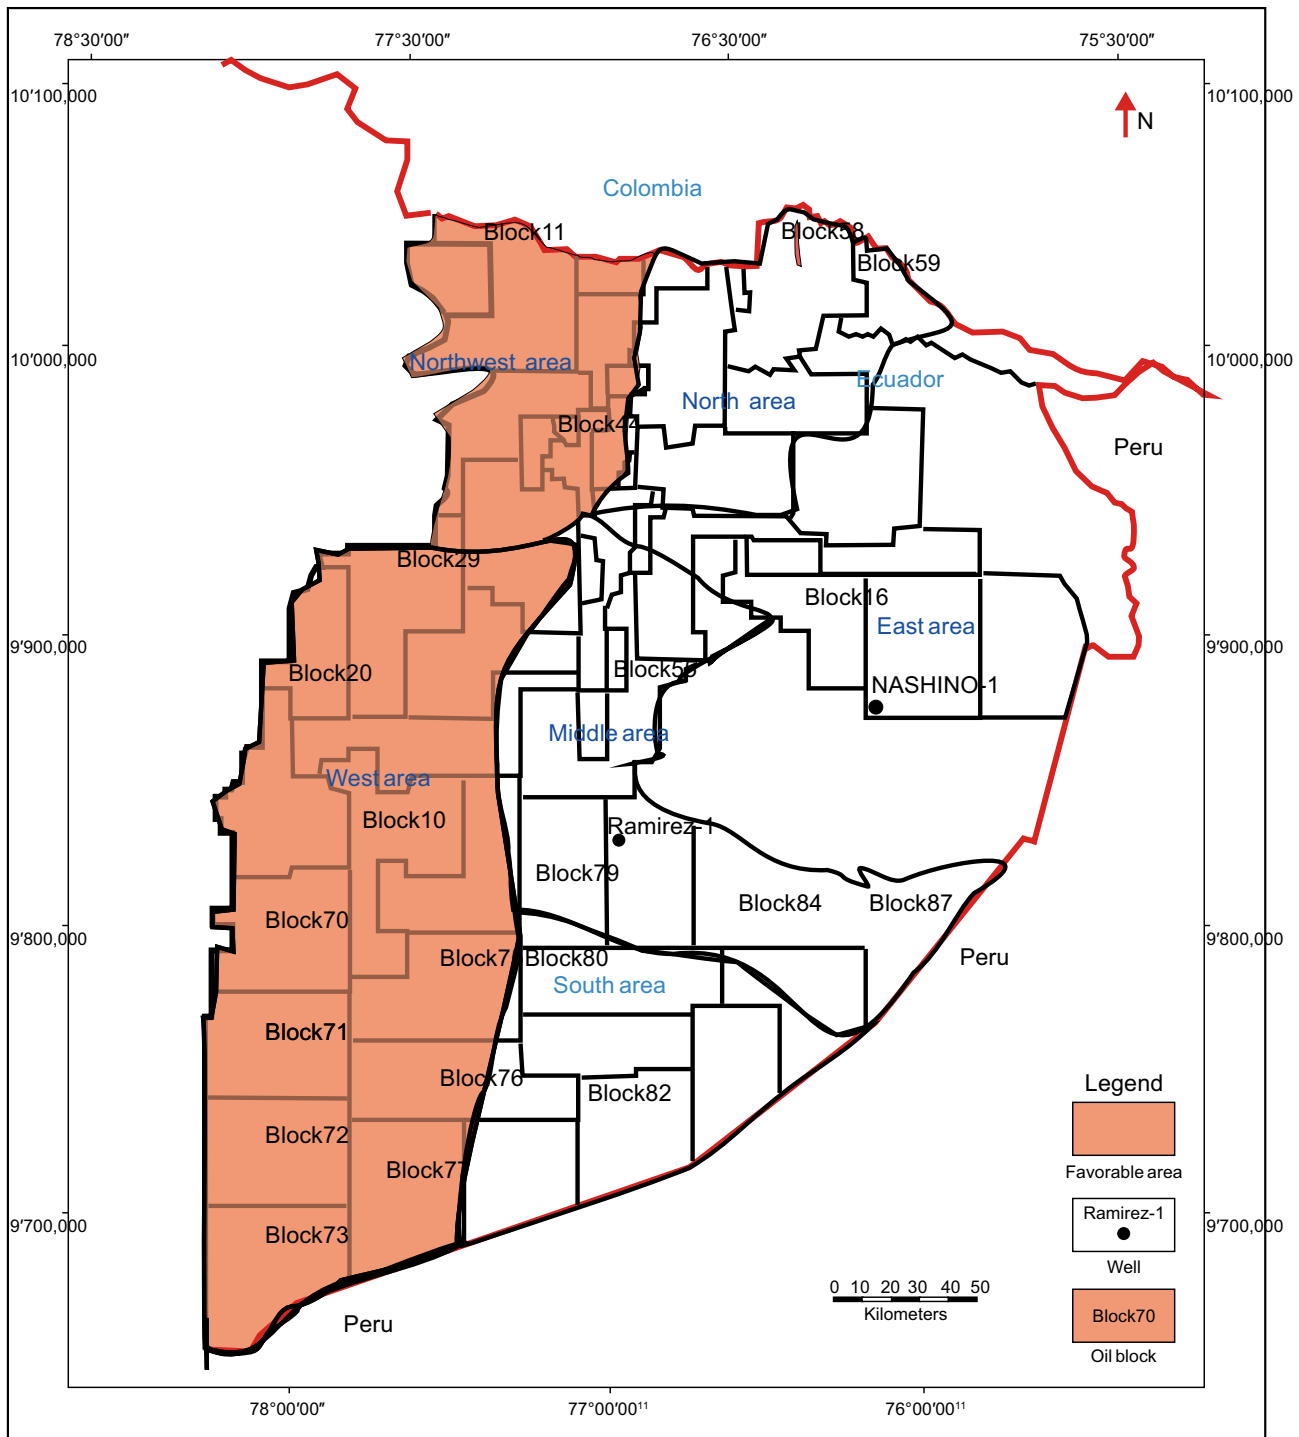 78°30′00″ 77°30′00″ 76°30′00″ 75°30′00″
10′100,000 10′100,000
N
Colombia
Block11 Block58
Block59
10′000,000 10′000,000
Northwest area
Ecuador
North area
Block44
Peru
Block29
Block16
East area
9′900,000 9′900,000
Block20 Block55
NASHINO-1
Middle area
West area
Block10 Ramirez-1
Block79
Block84 Block87
Block70
9′800,000 9′800,000
Block80
Peru
South area
Block71
Block76
Legend
Block82
Block72
Block77
Favorable area
Ramirez-1
9′700,000 9′700,000
Block73
Well
0 10 20 30 40 50
Kilometers
Block70
Peru
Oil block
78°00′00″ 77°00′00¹¹ 76°00′00¹¹